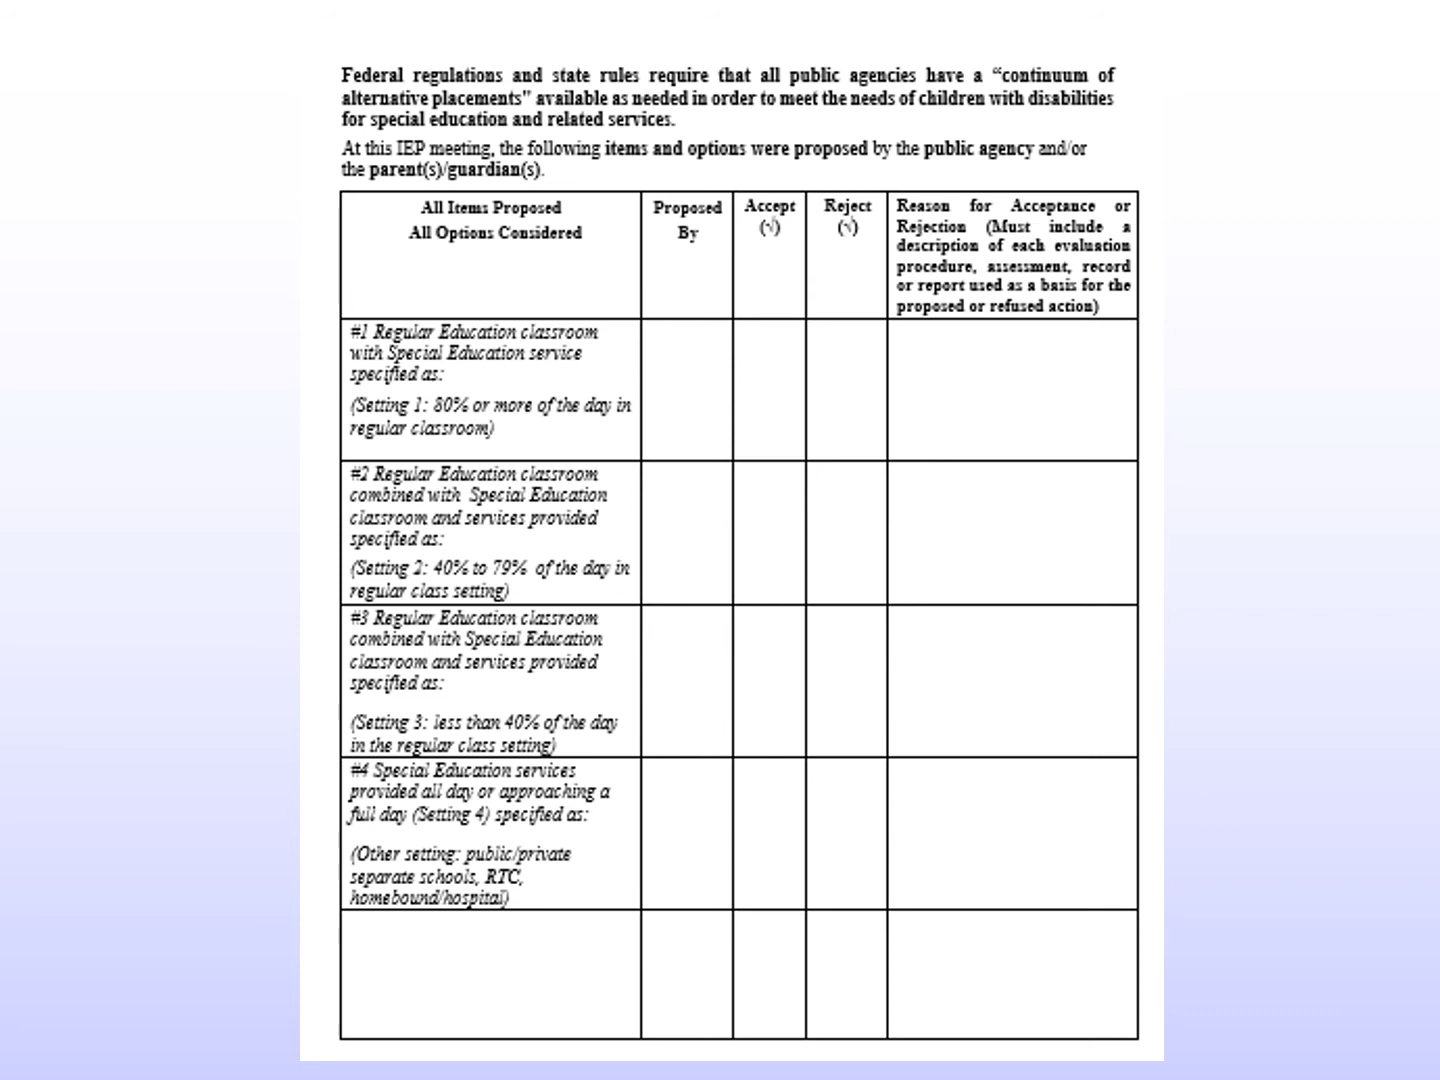 Federal regulations and state rules require that all public agencies have a “continuum of
alternative placements" available as needed in order to meet the needs of children with disabilities
for special education and related services.
At this IEP meeting, the following items and options were proposed by the public agency and/or
the parent(s)/guardian(s).
All Items Proposed
All Options Considered
Proposed
By
Accept
(√)
Reject
(√)
Reason for Acceptance or
Rejection (Must include a
description of each evaluation
procedure, assessment, record
or report used as a basis for the
proposed or refused action)
#1 Regular Education classroom
with Special Education service
specified as:
(Setting 1: 80% or more of the day in
regular classroom)
#2 Regular Education classroom
combined with Special Education
classroom and services provided
specified as:
(Setting 2: 40% to 79% of the day in
regular class setting)
#3 Regular Education classroom
combined with Special Education
classroom and services provided
specified as:
(Setting 3: less than 40% of the day
in the regular class setting)
#4 Special Education services
provided all day or approaching a
full day (Setting 4) specified as:
(Other setting: public/private
separate schools, RTC,
homebound/hospital)